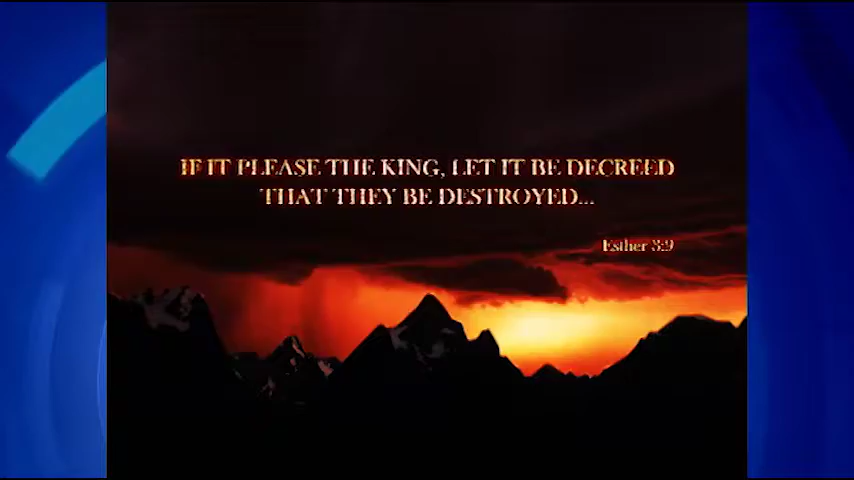 IF IT PLEASE THE KING, LET IT BE DECREED
THAT THEY BE DESTROYED...
Esther 3:9